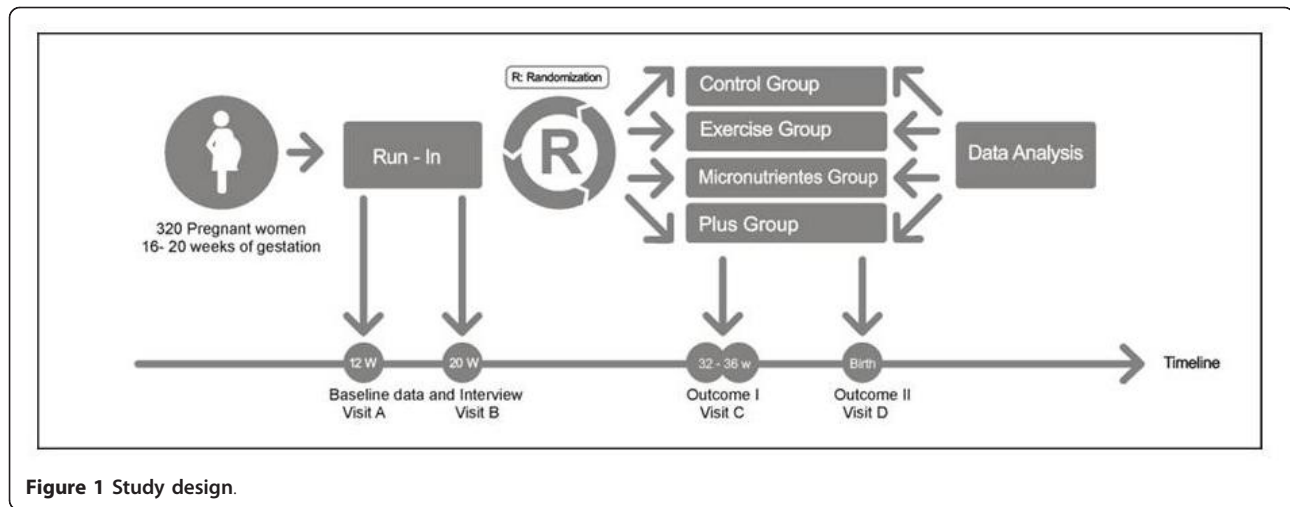 R: Randomization
R
Run - In
Control Group
Exercise Group
Micronutrientes Group
Plus Group
Data Analysis
320 Pregnant women
16- 20 weeks of gestation
12 W
20 W
32 - 36 w
Birth
Timeline
Baseline data and Interview
Visit A
Visit B
Outcome I
Visit C
Outcome II
Visit D
Figure 1 Study design.